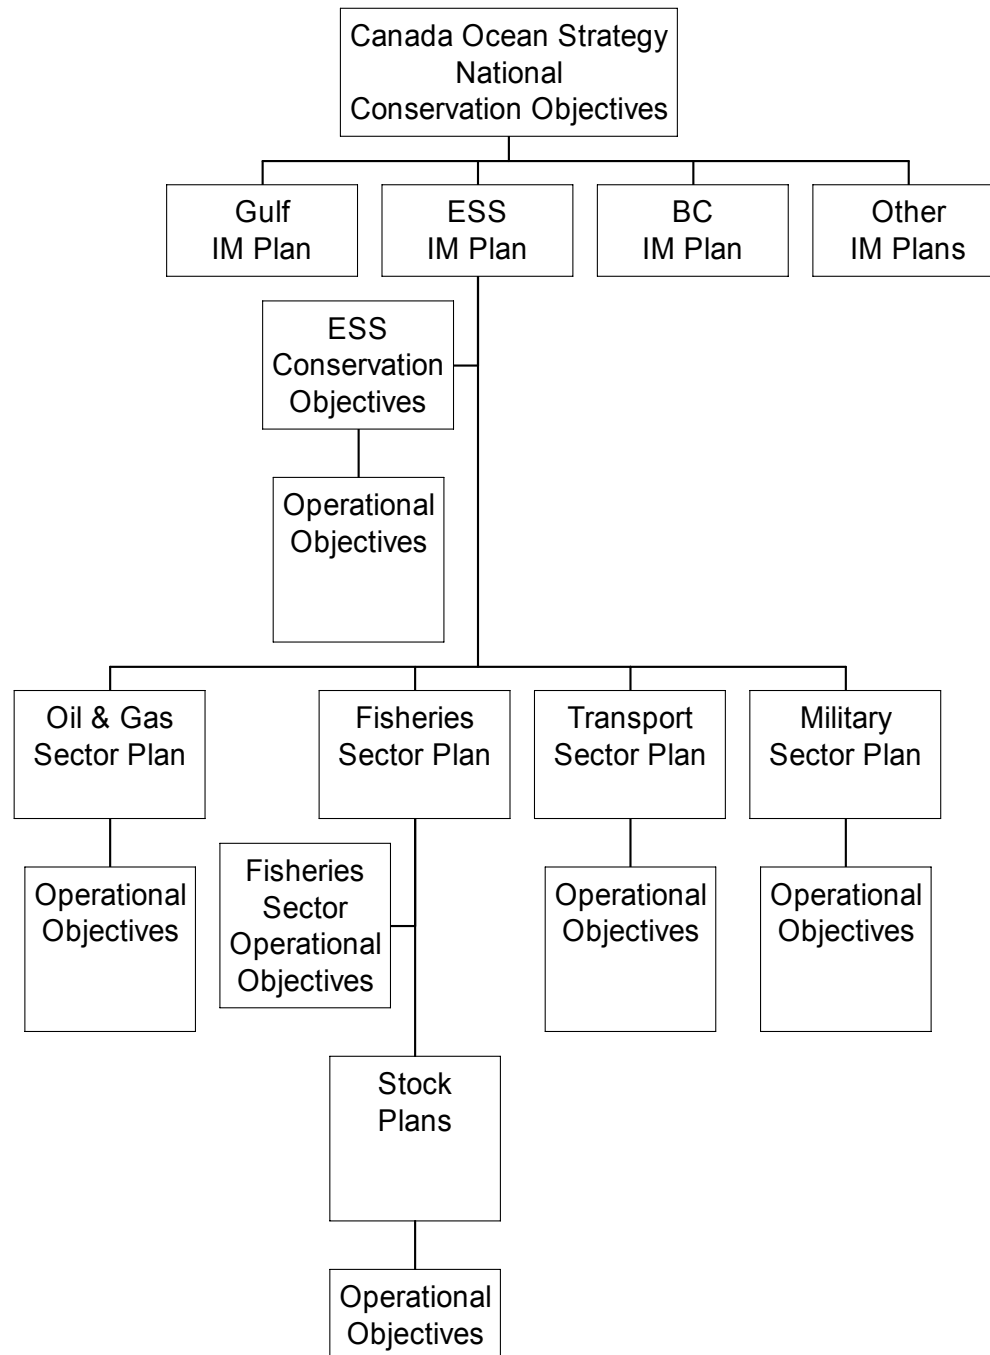 Canada Ocean Strategy
National
Conservation Objectives
Gulf
IM Plan
ESS
IM Plan
BC
IM Plan
Other
IM Plans
ESS
Conservation
Objectives
Operational
Objectives
Oil & Gas
Sector Plan
Fisheries
Sector Plan
Transport
Sector Plan
Military
Sector Plan
Operational
Objectives
Fisheries
Sector
Operational
Objectives
Operational
Objectives
Operational
Objectives
Stock
Plans
Operational
Objectives